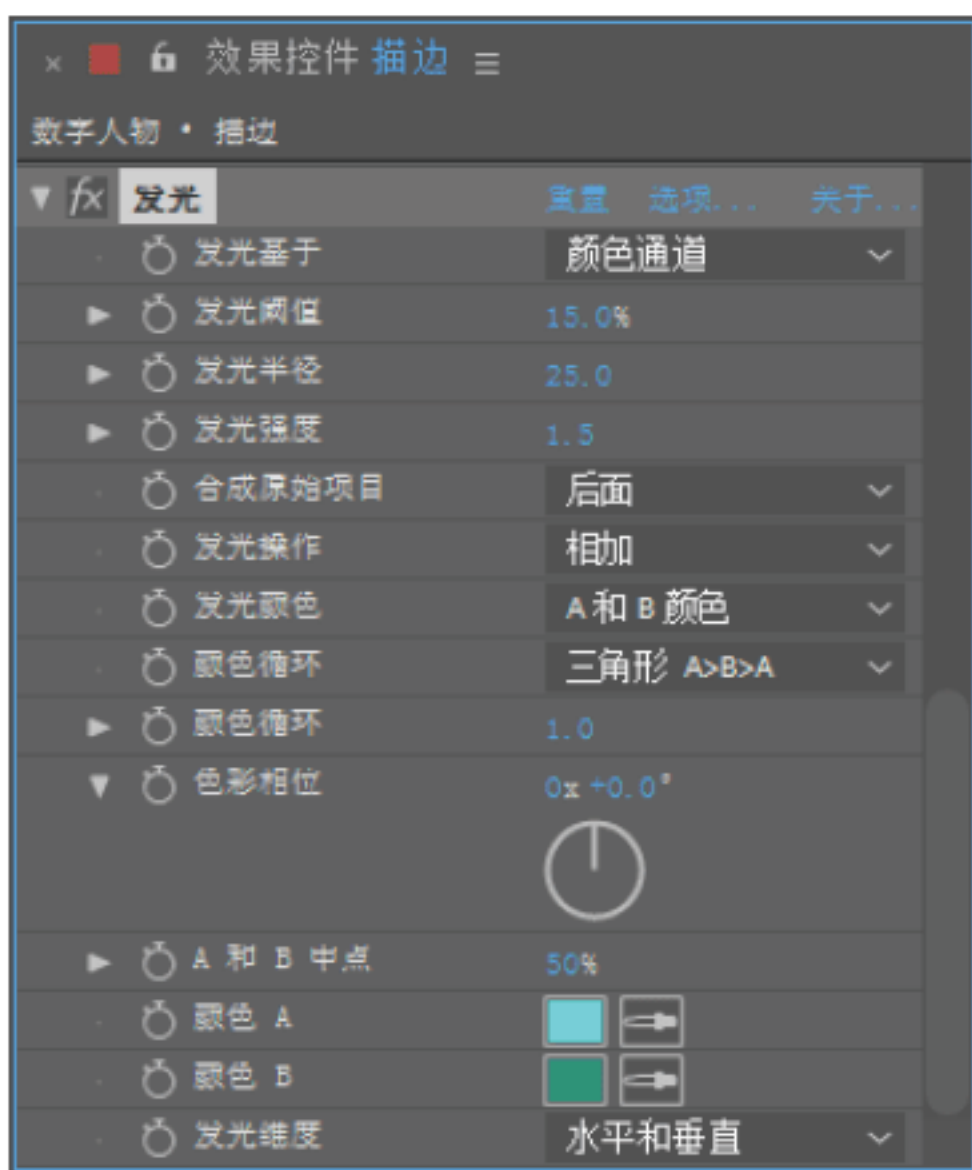 × 效果控件 描边 ≡
数字人物 • 描边
fx 发光 重置 选项... 关于...
发光基于 颜色通道
发光阈值 15.0%
发光半径 25.0
发光强度 1.5
合成原始项目 后面
发光操作 相加
发光颜色 A 和 B 颜色
颜色循环 三角形 A>B>A
颜色循环 1.0
色彩相位 0x +0.0°
A 和 B 中点 50%
颜色 A
颜色 B
发光维度 水平和垂直